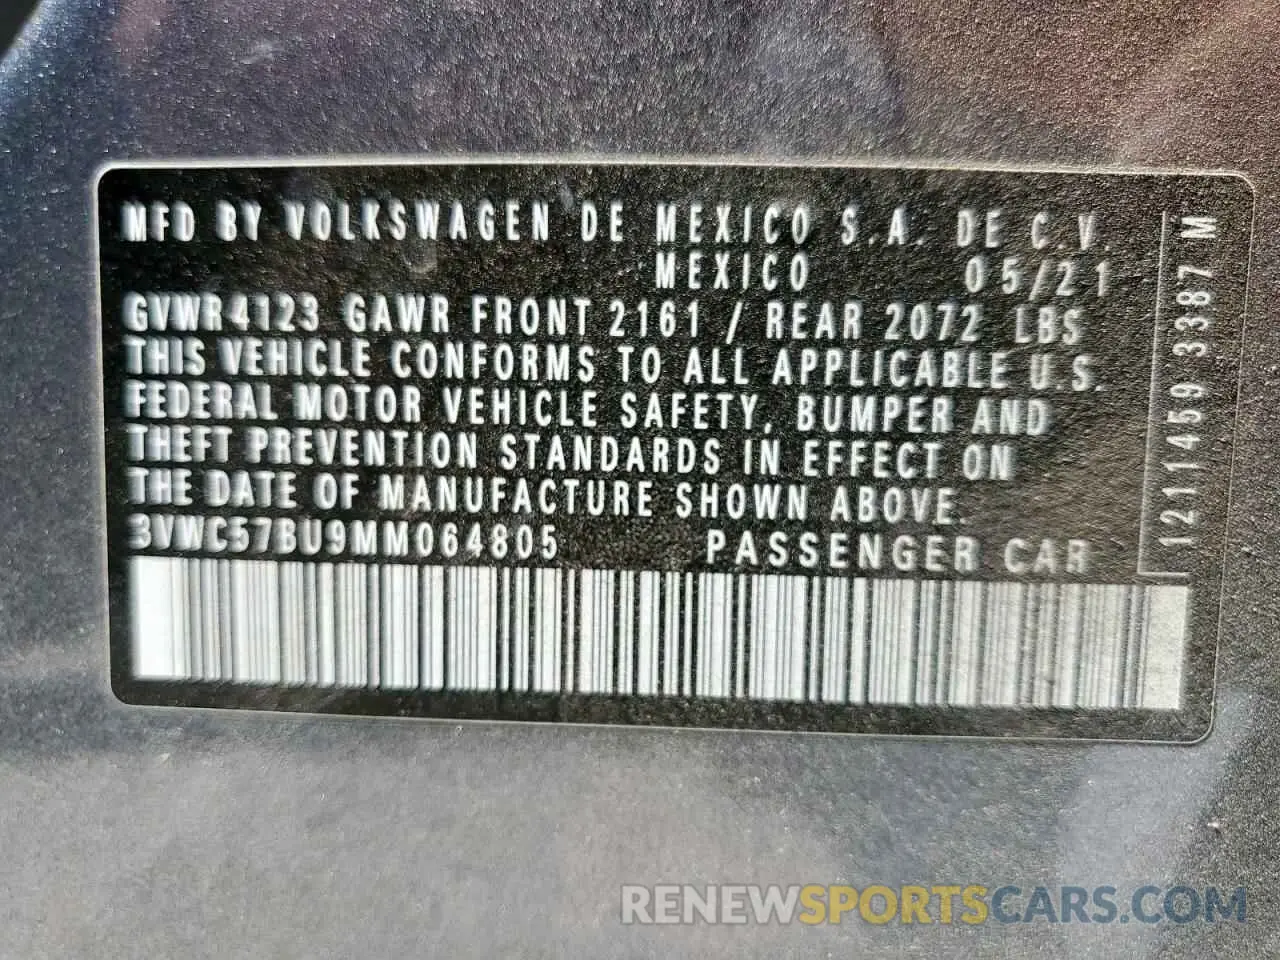 MFD BY VOLKSWAGEN DE MEXICO S.A. DE C.V.
MEXICO 05/21
GVWR4123 GAWR FRONT 2161 / REAR 2072 LBS
THIS VEHICLE CONFORMS TO ALL APPLICABLE U.S.
FEDERAL MOTOR VEHICLE SAFETY, BUMPER AND
THEFT PREVENTION STANDARDS IN EFFECT ON
THE DATE OF MANUFACTURE SHOWN ABOVE.
3VWC57BU9MM064805 PASSENGER CAR
1211459 3387 M
RENEWSPORTSCARS.COM